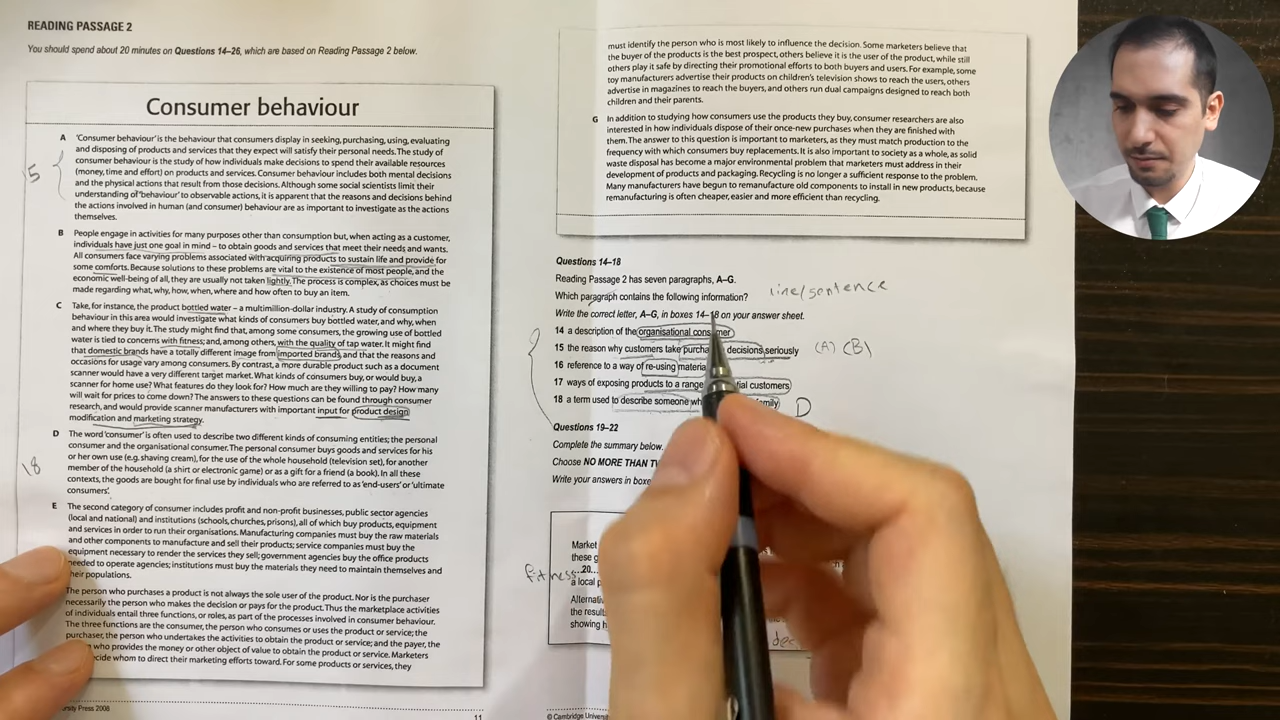 READING PASSAGE 2
You should spend about 20 minutes on Questions 14-26, which are based on Reading Passage 2 below.
Consumer behaviour
A 'Consumer behaviour' is the behaviour that consumers display in seeking, purchasing, using, evaluating
and disposing of products and services that they expect will satisfy their personal needs. The study of
consumer behaviour is the study of how individuals make decisions to spend their available resources
(money, time and effort) on products and services. Consumer behaviour includes both mental decisions
and the physical actions that result from those decisions. Although some social scientists limit their
understanding of 'behaviour' to observable actions, it is apparent that the reasons and decisions behind
the actions involved in human (and consumer) behaviour are as important to investigate as the actions
themselves.
15
B People engage in activities for many purposes other than consumption but, when acting as a customer,
individuals have just one goal in mind – to obtain goods and services that meet their needs and wants.
All consumers face varying problems associated with acquiring products to sustain life and provide for
some comforts. Because solutions to these problems are vital to the existence of most people, and the
economic well-being of all, they are usually not taken lightly. The process is complex, as choices must be
made regarding what, why, how, when, where and how often to buy an item.
C Take, for instance, the product bottled water – a multimillion-dollar industry. A study of consumption
behaviour in this area would investigate what kinds of consumers buy bottled water, and why, when
and where they buy it. The study might find that, among some consumers, the growing use of bottled
water is tied to concerns with fitness; and, among others, with the quality of tap water. It might find
that domestic brands have a totally different image from imported brands, and that the reasons and
occasions for usage vary among consumers. By contrast, a more durable product such as a document
scanner would have a very different target market. What kinds of consumers buy, or would buy, a
scanner for home use? What features do they look for? How much are they willing to pay? How many
will wait for prices to come down? The answers to these questions can be found through consumer
research, and would provide scanner manufacturers with important input for product design
modification and marketing strategy.
D The word 'consumer' is often used to describe two different kinds of consuming entities; the personal
consumer and the organisational consumer. The personal consumer buys goods and services for his
or her own use (e.g. shaving cream), for the use of the whole household (television set), for another
member of the household (a shirt or electronic game) or as a gift for a friend (a book). In all these
contexts, the goods are bought for final use by individuals who are referred to as 'end-users' or 'ultimate
consumers'.
18
E The second category of consumer includes profit and non-profit businesses, public sector agencies
(local and national) and institutions (schools, churches, prisons), all of which buy products, equipment
and services in order to run their organisations. Manufacturing companies must buy the raw materials
and other components to manufacture and sell their products; service companies must buy the
equipment necessary to render the services they sell; government agencies buy the office products
needed to operate agencies; institutions must buy the materials they need to maintain themselves and
their populations.
The person who purchases a product is not always the sole user of the product. Nor is the purchaser
necessarily the person who makes the decision or pays for the product. Thus the marketplace activities
of individuals entail three functions, or roles, as part of the processes involved in consumer behaviour.
The three functions are the consumer, the person who consumes or uses the product or service; the
purchaser, the person who undertakes the activities to obtain the product or service; and the payer, the
who provides the money or other object of value to obtain the product or service. Marketers
decide whom to direct their marketing efforts toward. For some products or services, they
Press 2008
11
must identify the person who is most likely to influence the decision. Some marketers believe that
the buyer of the products is the best prospect, others believe it is the user of the product, while still
others play it safe by directing their promotional efforts to both buyers and users. For example, some
toy manufacturers advertise their products on children's television shows to reach the users, others
advertise in magazines to reach the buyers, and others run dual campaigns designed to reach both
children and their parents.
G In addition to studying how consumers use the products they buy, consumer researchers are also
interested in how individuals dispose of their once-new purchases when they are finished with
them. The answer to this question is important to marketers, as they must match production to the
frequency with which consumers buy replacements. It is also important to society as a whole, as solid
waste disposal has become a major environmental problem that marketers must address in their
development of products and packaging. Recycling is no longer a sufficient response to the problem.
Many manufacturers have begun to remanufacture old components to install in new products, because
remanufacturing is often cheaper, easier and more efficient than recycling.
Questions 14-18
Reading Passage 2 has seven paragraphs, A-G.
Which paragraph contains the following information? line/sentence
Write the correct letter, A-G, in boxes 14-18 on your answer sheet.
14 a description of the organisational consumer
15 the reason why customers take decisions seriously (A) (B)
16 reference to a way of re-using
17 ways of exposing products to a range customers
18 a term used to describe someone D
Questions 19-22
Complete the summary below.
Choose NO MORE THAN
Write your answers in
Market
these
...20...
fitness
a local
Alternati
the result
showing
© Cambridge